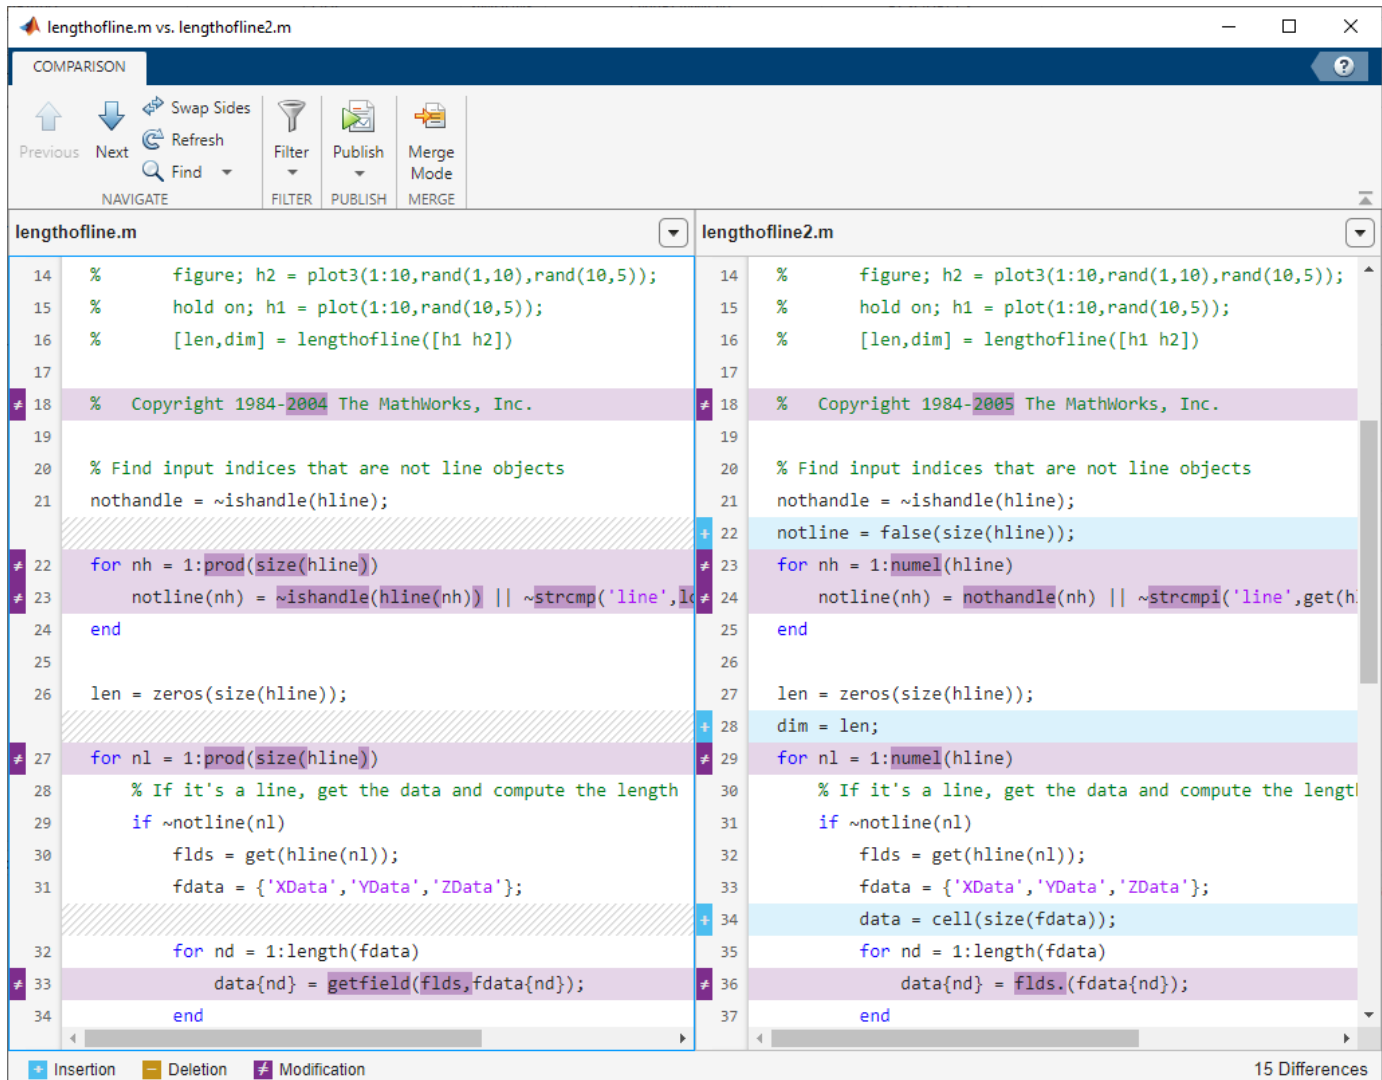 lengthofline.m vs. lengthofline2.m
COMPARISON
Previous
Next
Swap Sides
Refresh
Find
NAVIGATE
Filter
FILTER
Publish
PUBLISH
Merge
Mode
MERGE
lengthofline.m
14 %       figure; h2 = plot3(1:10,rand(1,10),rand(10,5));
15 %       hold on; h1 = plot(1:10,rand(10,5));
16 %       [len,dim] = lengthofline([h1 h2])
17
≠ 18 %   Copyright 1984-2004 The MathWorks, Inc.
19
20 % Find input indices that are not line objects
21 nothandle = ~ishandle(hline);
≠ 22 for nh = 1:prod(size(hline))
≠ 23     notline(nh) = ~ishandle(hline(nh)) || ~strcmp('line',lo
24 end
25
26 len = zeros(size(hline));
≠ 27 for nl = 1:prod(size(hline))
28     % If it's a line, get the data and compute the length
29     if ~notline(nl)
30         flds = get(hline(nl));
31         fdata = {'XData','YData','ZData'};
32         for nd = 1:length(fdata)
≠ 33             data{nd} = getfield(flds,fdata{nd});
34         end
lengthofline2.m
14 %       figure; h2 = plot3(1:10,rand(1,10),rand(10,5));
15 %       hold on; h1 = plot(1:10,rand(10,5));
16 %       [len,dim] = lengthofline([h1 h2])
17
≠ 18 %   Copyright 1984-2005 The MathWorks, Inc.
19
20 % Find input indices that are not line objects
21 nothandle = ~ishandle(hline);
+ 22 notline = false(size(hline));
≠ 23 for nh = 1:numel(hline)
≠ 24     notline(nh) = nothandle(nh) || ~strcmpi('line',get(h
25 end
26
27 len = zeros(size(hline));
+ 28 dim = len;
≠ 29 for nl = 1:numel(hline)
30     % If it's a line, get the data and compute the lengt
31     if ~notline(nl)
32         flds = get(hline(nl));
33         fdata = {'XData','YData','ZData'};
+ 34         data = cell(size(fdata));
35         for nd = 1:length(fdata)
≠ 36             data{nd} = flds.(fdata{nd});
37         end
+ Insertion
− Deletion
≠ Modification
15 Differences